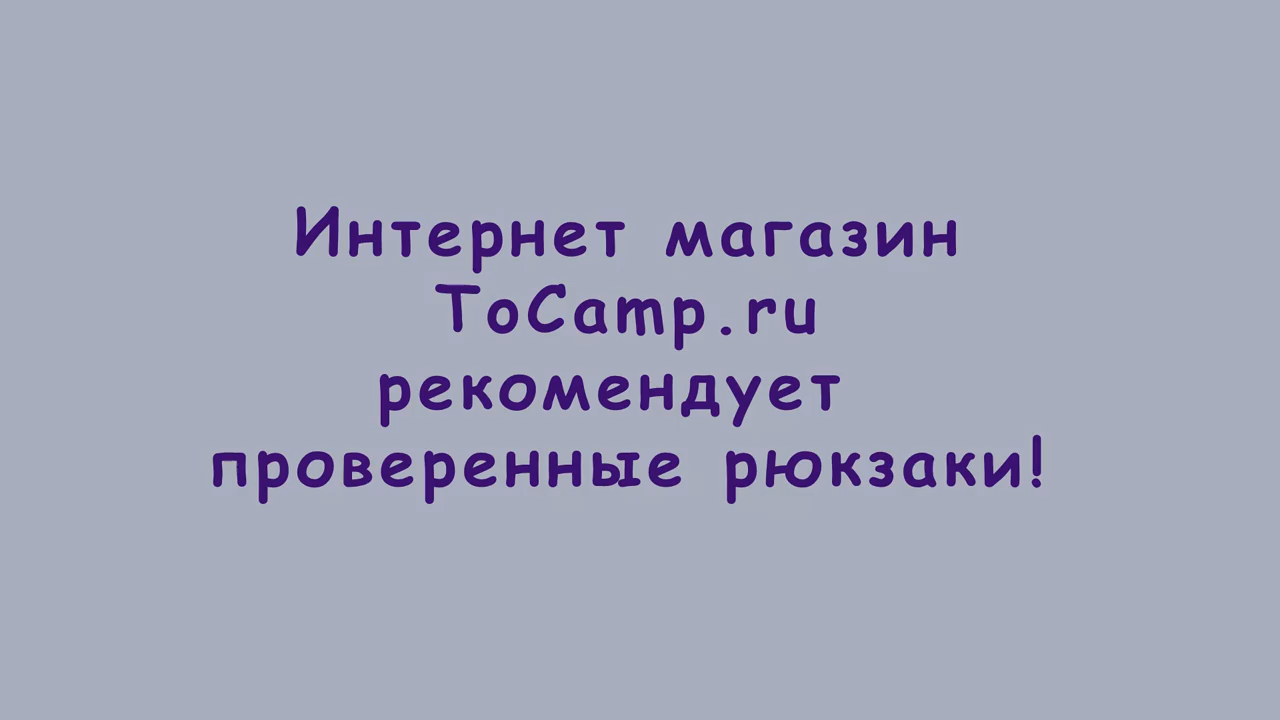 Интернет магазин
ToCamp.ru
рекомендует
проверенные рюкзаки!